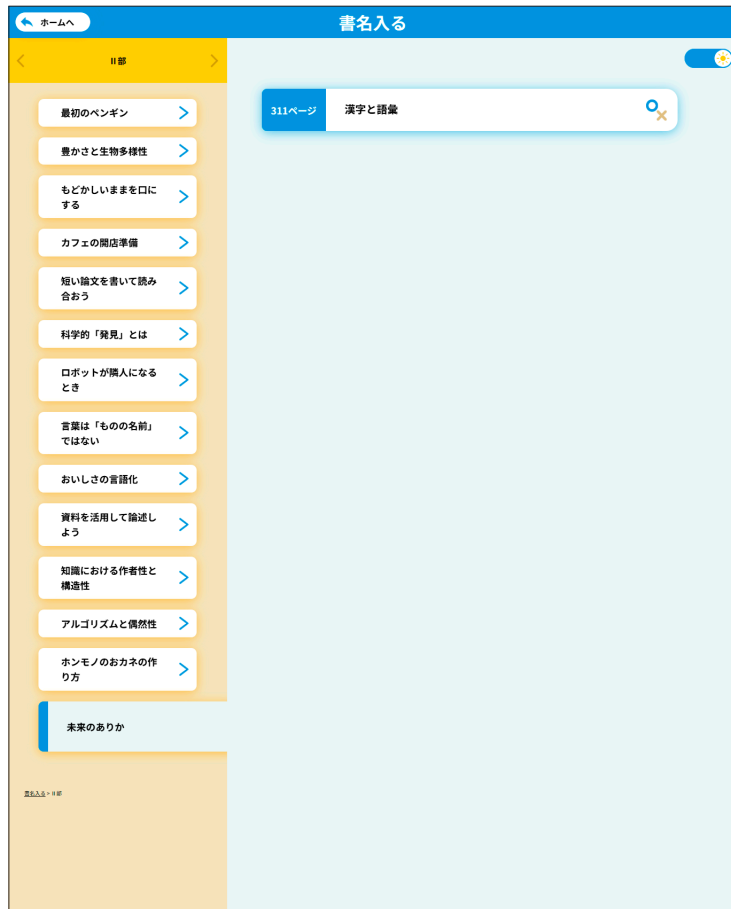 ホームへ
書名入る
Ⅱ部
最初のペンギン
豊かさと生物多様性
もどかしいままを口に
する
カフェの開店準備
短い論文を書いて読み
合おう
科学的「発見」とは
ロボットが隣人になる
とき
言葉は「ものの名前」
ではない
おいしさの言語化
資料を活用して論述し
よう
知識における作者性と
構造性
アルゴリズムと偶然性
ホンモノのおカネの作
り方
未来のありか
書名入る > Ⅱ部
311ページ
漢字と語彙